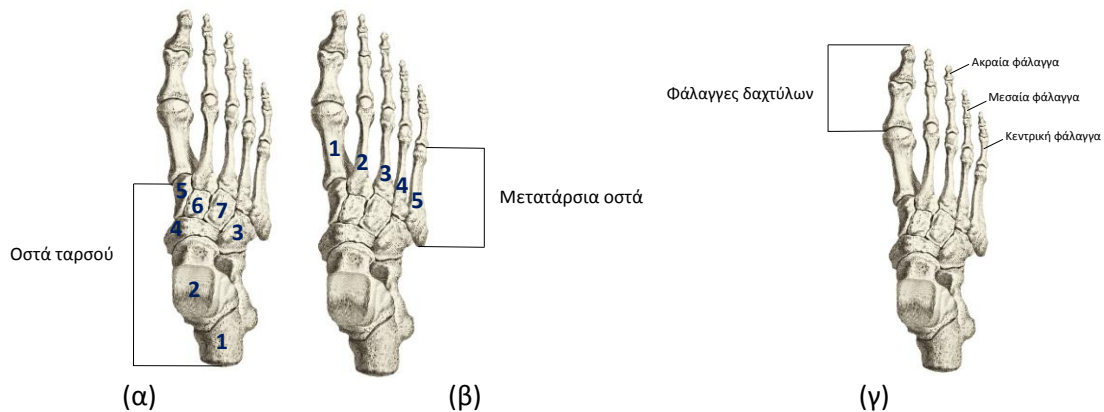 5
6
7
4
3
Οστά ταρσού
2
1
(α)
1
2
3
4
5
Μετατάρσια οστά
(β)
Φάλαγγες δαχτύλων
Ακραία φάλαγγα
Μεσαία φάλαγγα
Κεντρική φάλαγγα
(γ)